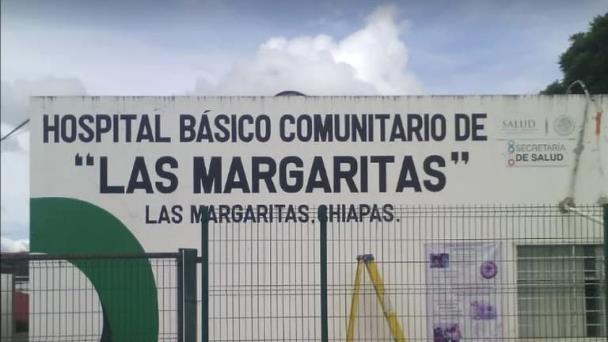 HOSPITAL BÁSICO COMUNITARIO DE
"LAS MARGARITAS"
LAS MARGARITAS, CHIAPAS.
SALUD
SECRETARIA
DE SALUD